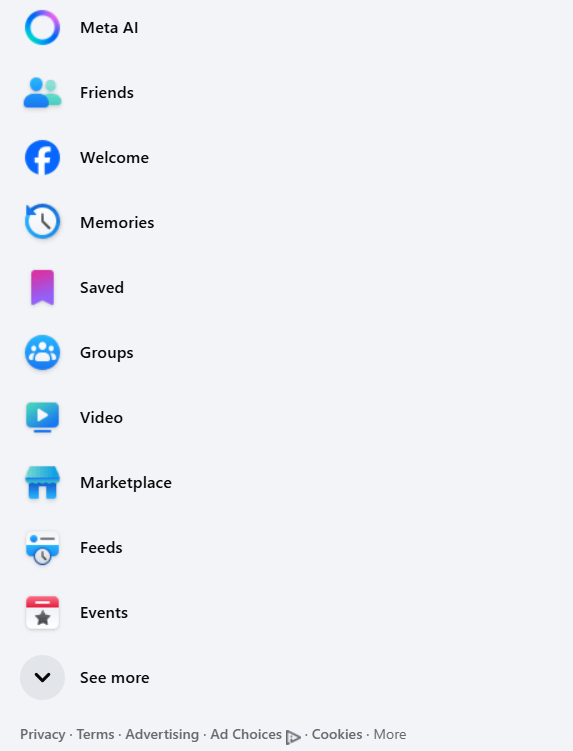 Meta AI
Friends
Welcome
Memories
Saved
Groups
Video
Marketplace
Feeds
Events
See more
Privacy · Terms · Advertising · Ad Choices · Cookies · More